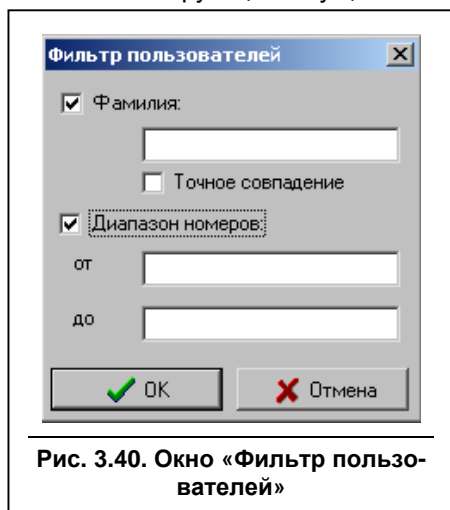 Фильтр пользователей
Фамилия:
Точное совпадение
Диапазон номеров:
от
до
OK
Отмена
Рис. 3.40. Окно «Фильтр пользо-
вателей»